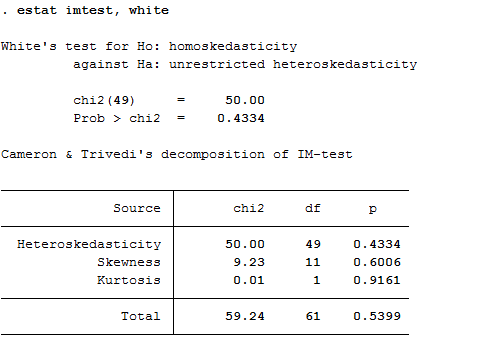 . estat imtest, white
White's test for Ho: homoskedasticity
against Ha: unrestricted heteroskedasticity
chi2(49) = 50.00
Prob > chi2 = 0.4334
Cameron & Trivedi's decomposition of IM-test
Source chi2 df p
Heteroskedasticity 50.00 49 0.4334
Skewness 9.23 11 0.6006
Kurtosis 0.01 1 0.9161
Total 59.24 61 0.5399